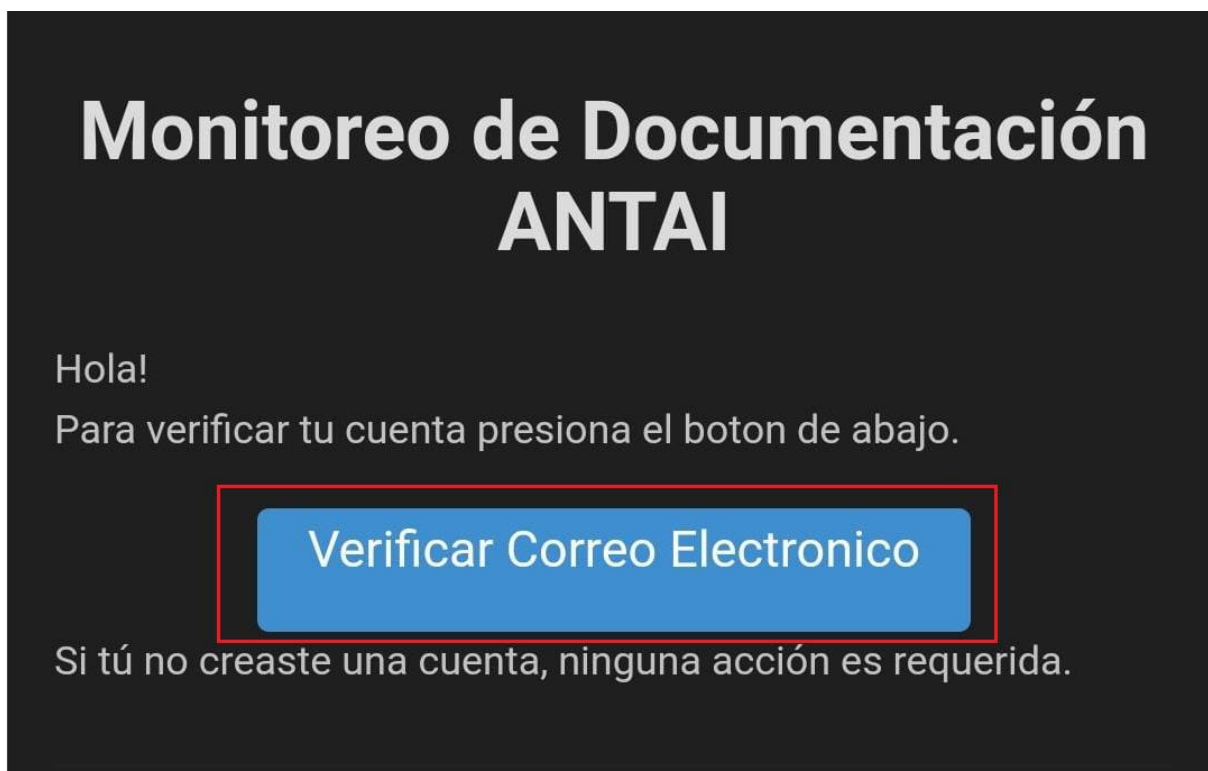 Monitoreo de Documentación
ANTAI
Hola!
Para verificar tu cuenta presiona el boton de abajo.
Verificar Correo Electronico
Si tú no creaste una cuenta, ninguna acción es requerida.